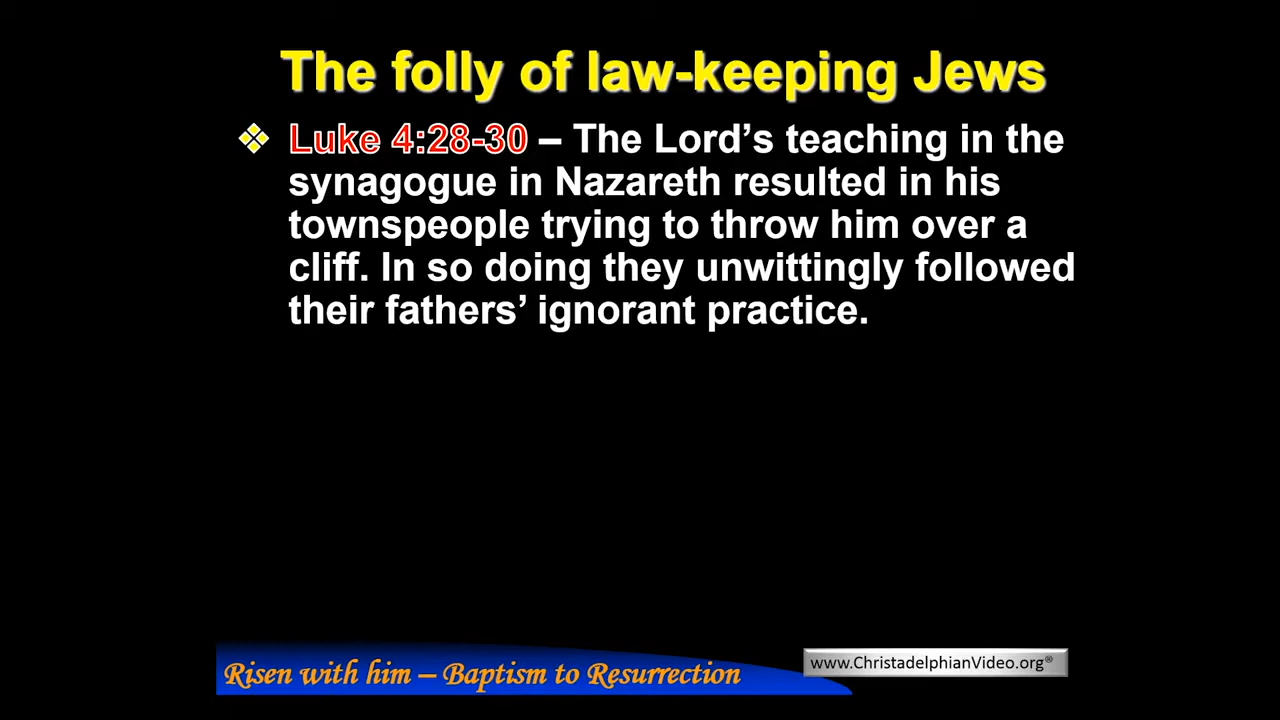 The folly of law-keeping Jews
❖ Luke 4:28-30 – The Lord’s teaching in the
synagogue in Nazareth resulted in his
townspeople trying to throw him over a
cliff. In so doing they unwittingly followed
their fathers’ ignorant practice.
Risen with him – Baptism to Resurrection
www.ChristadelphianVideo.org®